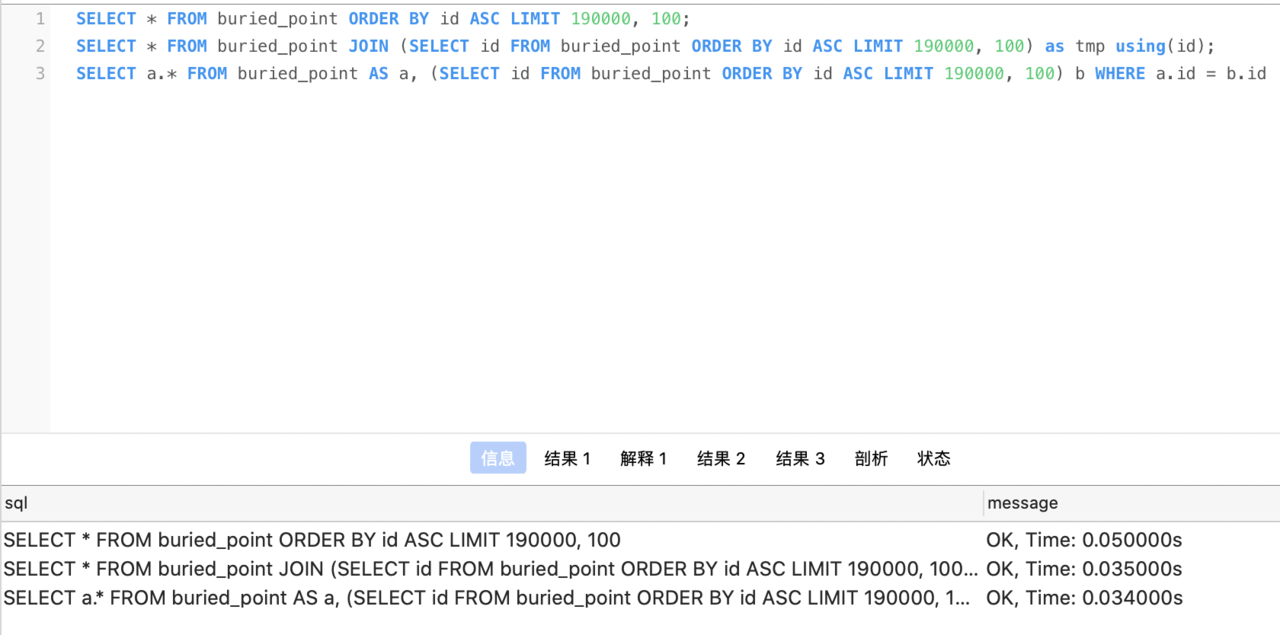 1 SELECT * FROM buried_point ORDER BY id ASC LIMIT 190000, 100;
2 SELECT * FROM buried_point JOIN (SELECT id FROM buried_point ORDER BY id ASC LIMIT 190000, 100) as tmp using(id);
3 SELECT a.* FROM buried_point AS a, (SELECT id FROM buried_point ORDER BY id ASC LIMIT 190000, 100) b WHERE a.id = b.id
信息 结果 1 解释 1 结果 2 结果 3 剖析 状态
sql message
SELECT * FROM buried_point ORDER BY id ASC LIMIT 190000, 100 OK, Time: 0.050000s
SELECT * FROM buried_point JOIN (SELECT id FROM buried_point ORDER BY id ASC LIMIT 190000, 100... OK, Time: 0.035000s
SELECT a.* FROM buried_point AS a, (SELECT id FROM buried_point ORDER BY id ASC LIMIT 190000, 1... OK, Time: 0.034000s